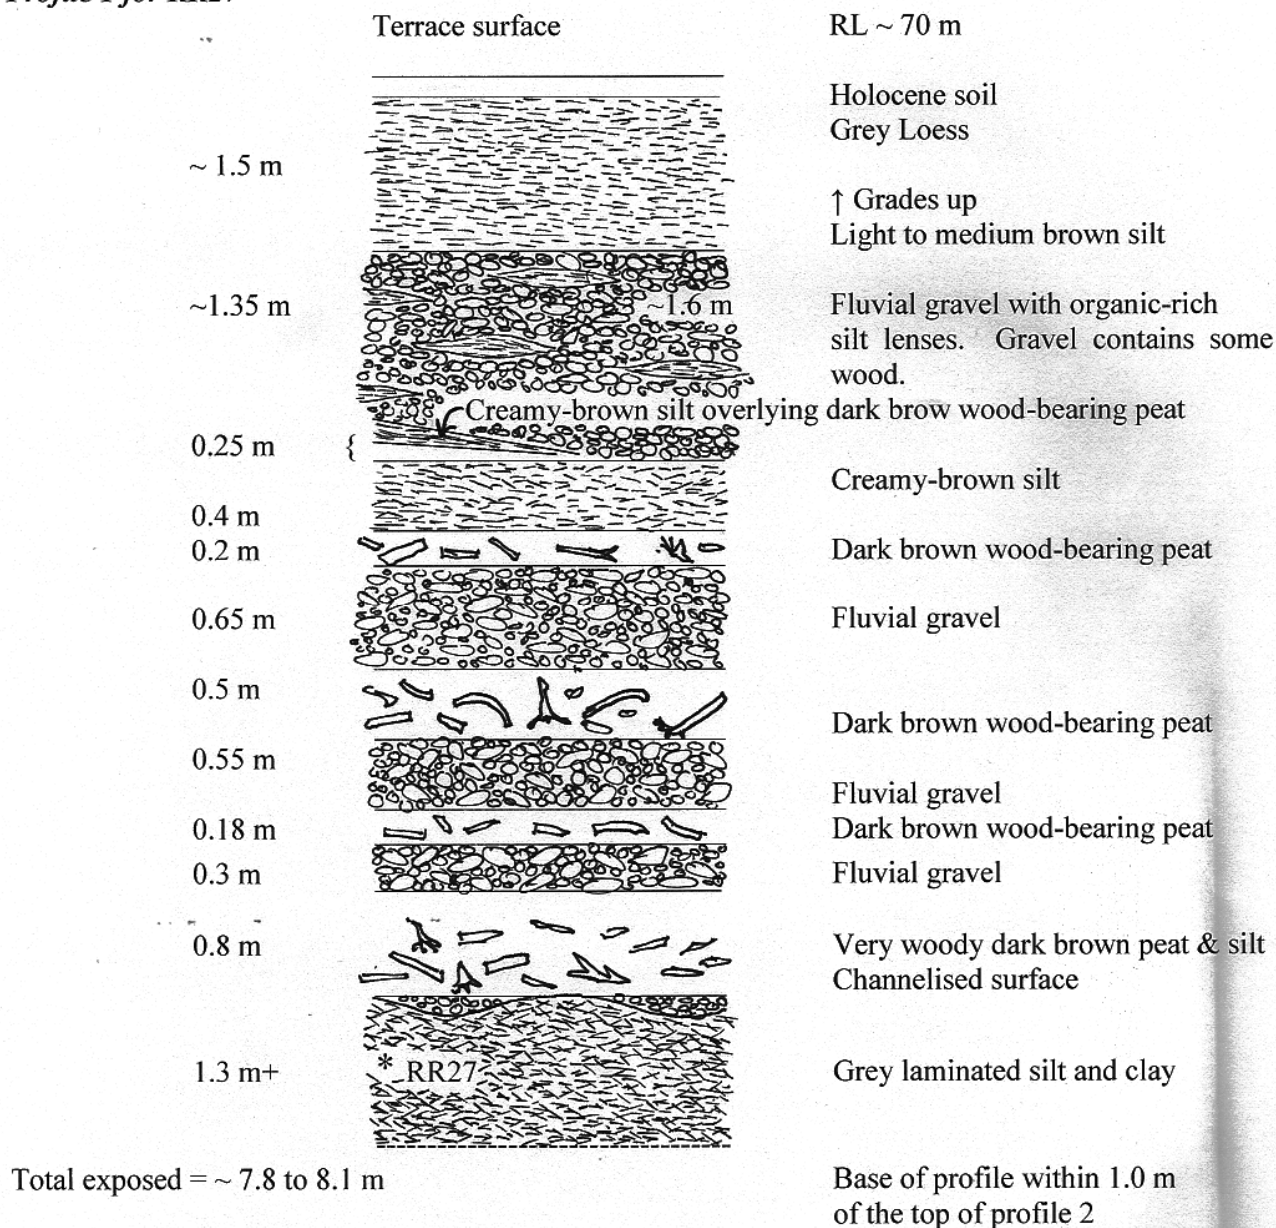 for RR27
Terrace surface RL ~ 70 m
Holocene soil
Grey Loess
~ 1.5 m
↑ Grades up
Light to medium brown silt
~1.35 m ~1.6 m Fluvial gravel with organic-rich
silt lenses. Gravel contains some
wood.
Creamy-brown silt overlying dark brow wood-bearing peat
0.25 m {
Creamy-brown silt
0.4 m
0.2 m Dark brown wood-bearing peat
0.65 m Fluvial gravel
0.5 m
Dark brown wood-bearing peat
0.55 m
Fluvial gravel
0.18 m Dark brown wood-bearing peat
0.3 m Fluvial gravel
0.8 m Very woody dark brown peat & silt
Channelised surface
1.3 m+ * RR27 Grey laminated silt and clay
Total exposed = ~ 7.8 to 8.1 m Base of profile within 1.0 m
of the top of profile 2